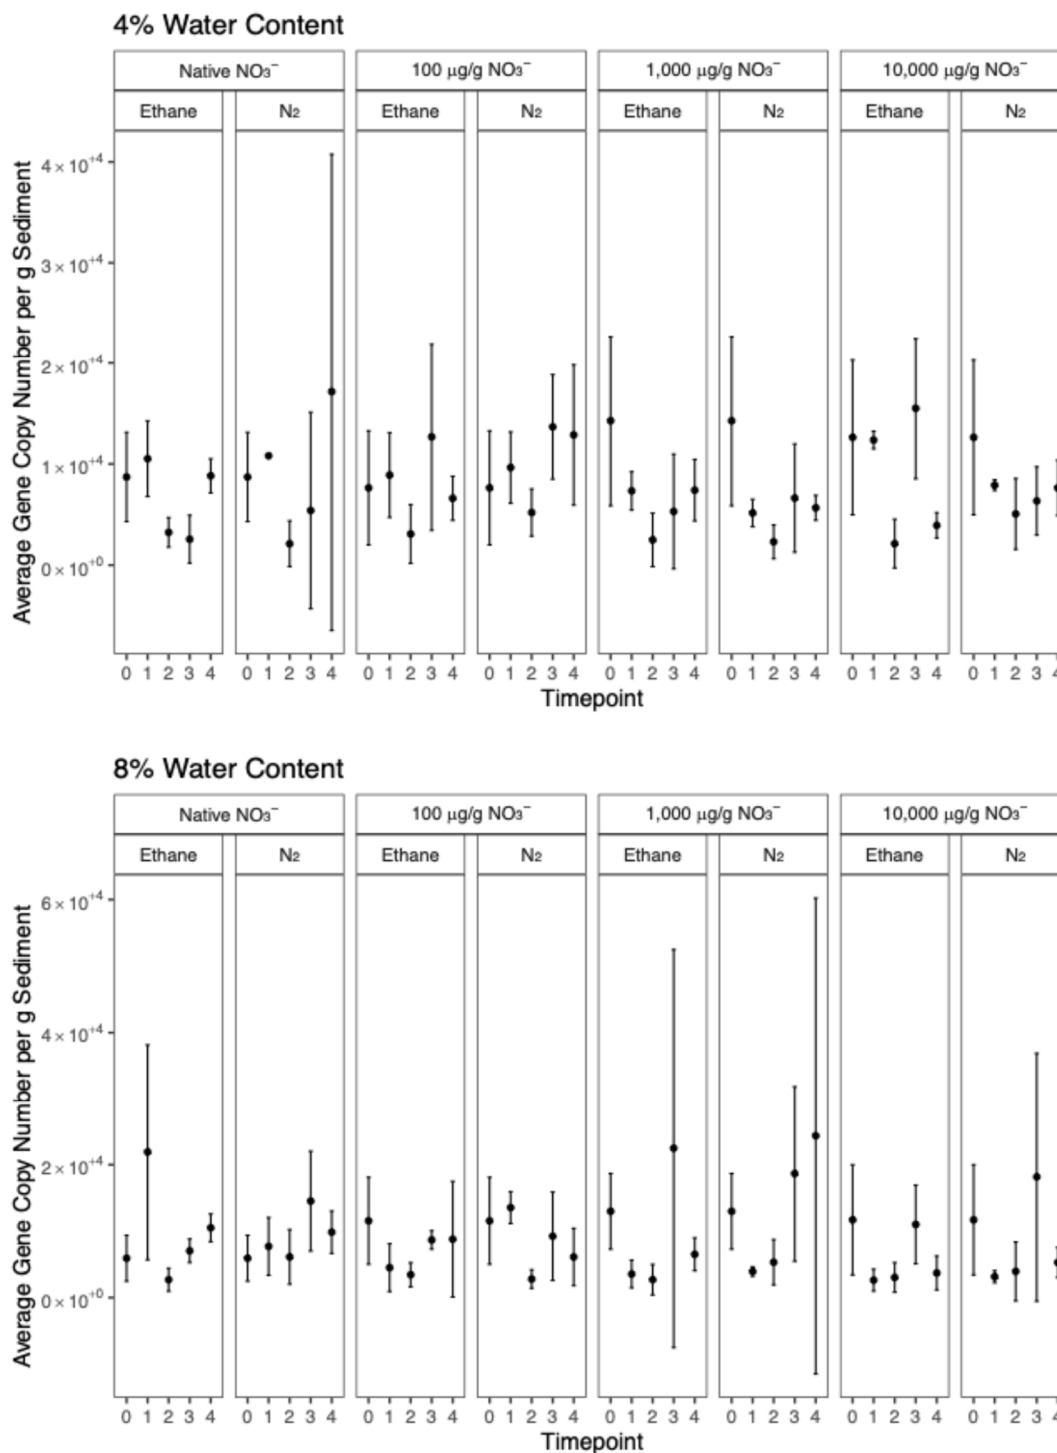 4% Water Content
Native NO₃⁻ 100 μg/g NO₃⁻ 1,000 μg/g NO₃⁻ 10,000 μg/g NO₃⁻
Ethane N₂ Ethane N₂ Ethane N₂ Ethane N₂
Average Gene Copy Number per g Sediment
4 × 10⁺⁴
3 × 10⁺⁴
2 × 10⁺⁴
1 × 10⁺⁴
0 × 10⁺⁰
0 1 2 3 4 0 1 2 3 4 0 1 2 3 4 0 1 2 3 4 0 1 2 3 4 0 1 2 3 4 0 1 2 3 4 0 1 2 3 4
Timepoint
8% Water Content
Native NO₃⁻ 100 μg/g NO₃⁻ 1,000 μg/g NO₃⁻ 10,000 μg/g NO₃⁻
Ethane N₂ Ethane N₂ Ethane N₂ Ethane N₂
Average Gene Copy Number per g Sediment
6 × 10⁺⁴
4 × 10⁺⁴
2 × 10⁺⁴
0 × 10⁺⁰
0 1 2 3 4 0 1 2 3 4 0 1 2 3 4 0 1 2 3 4 0 1 2 3 4 0 1 2 3 4 0 1 2 3 4 0 1 2 3 4
Timepoint